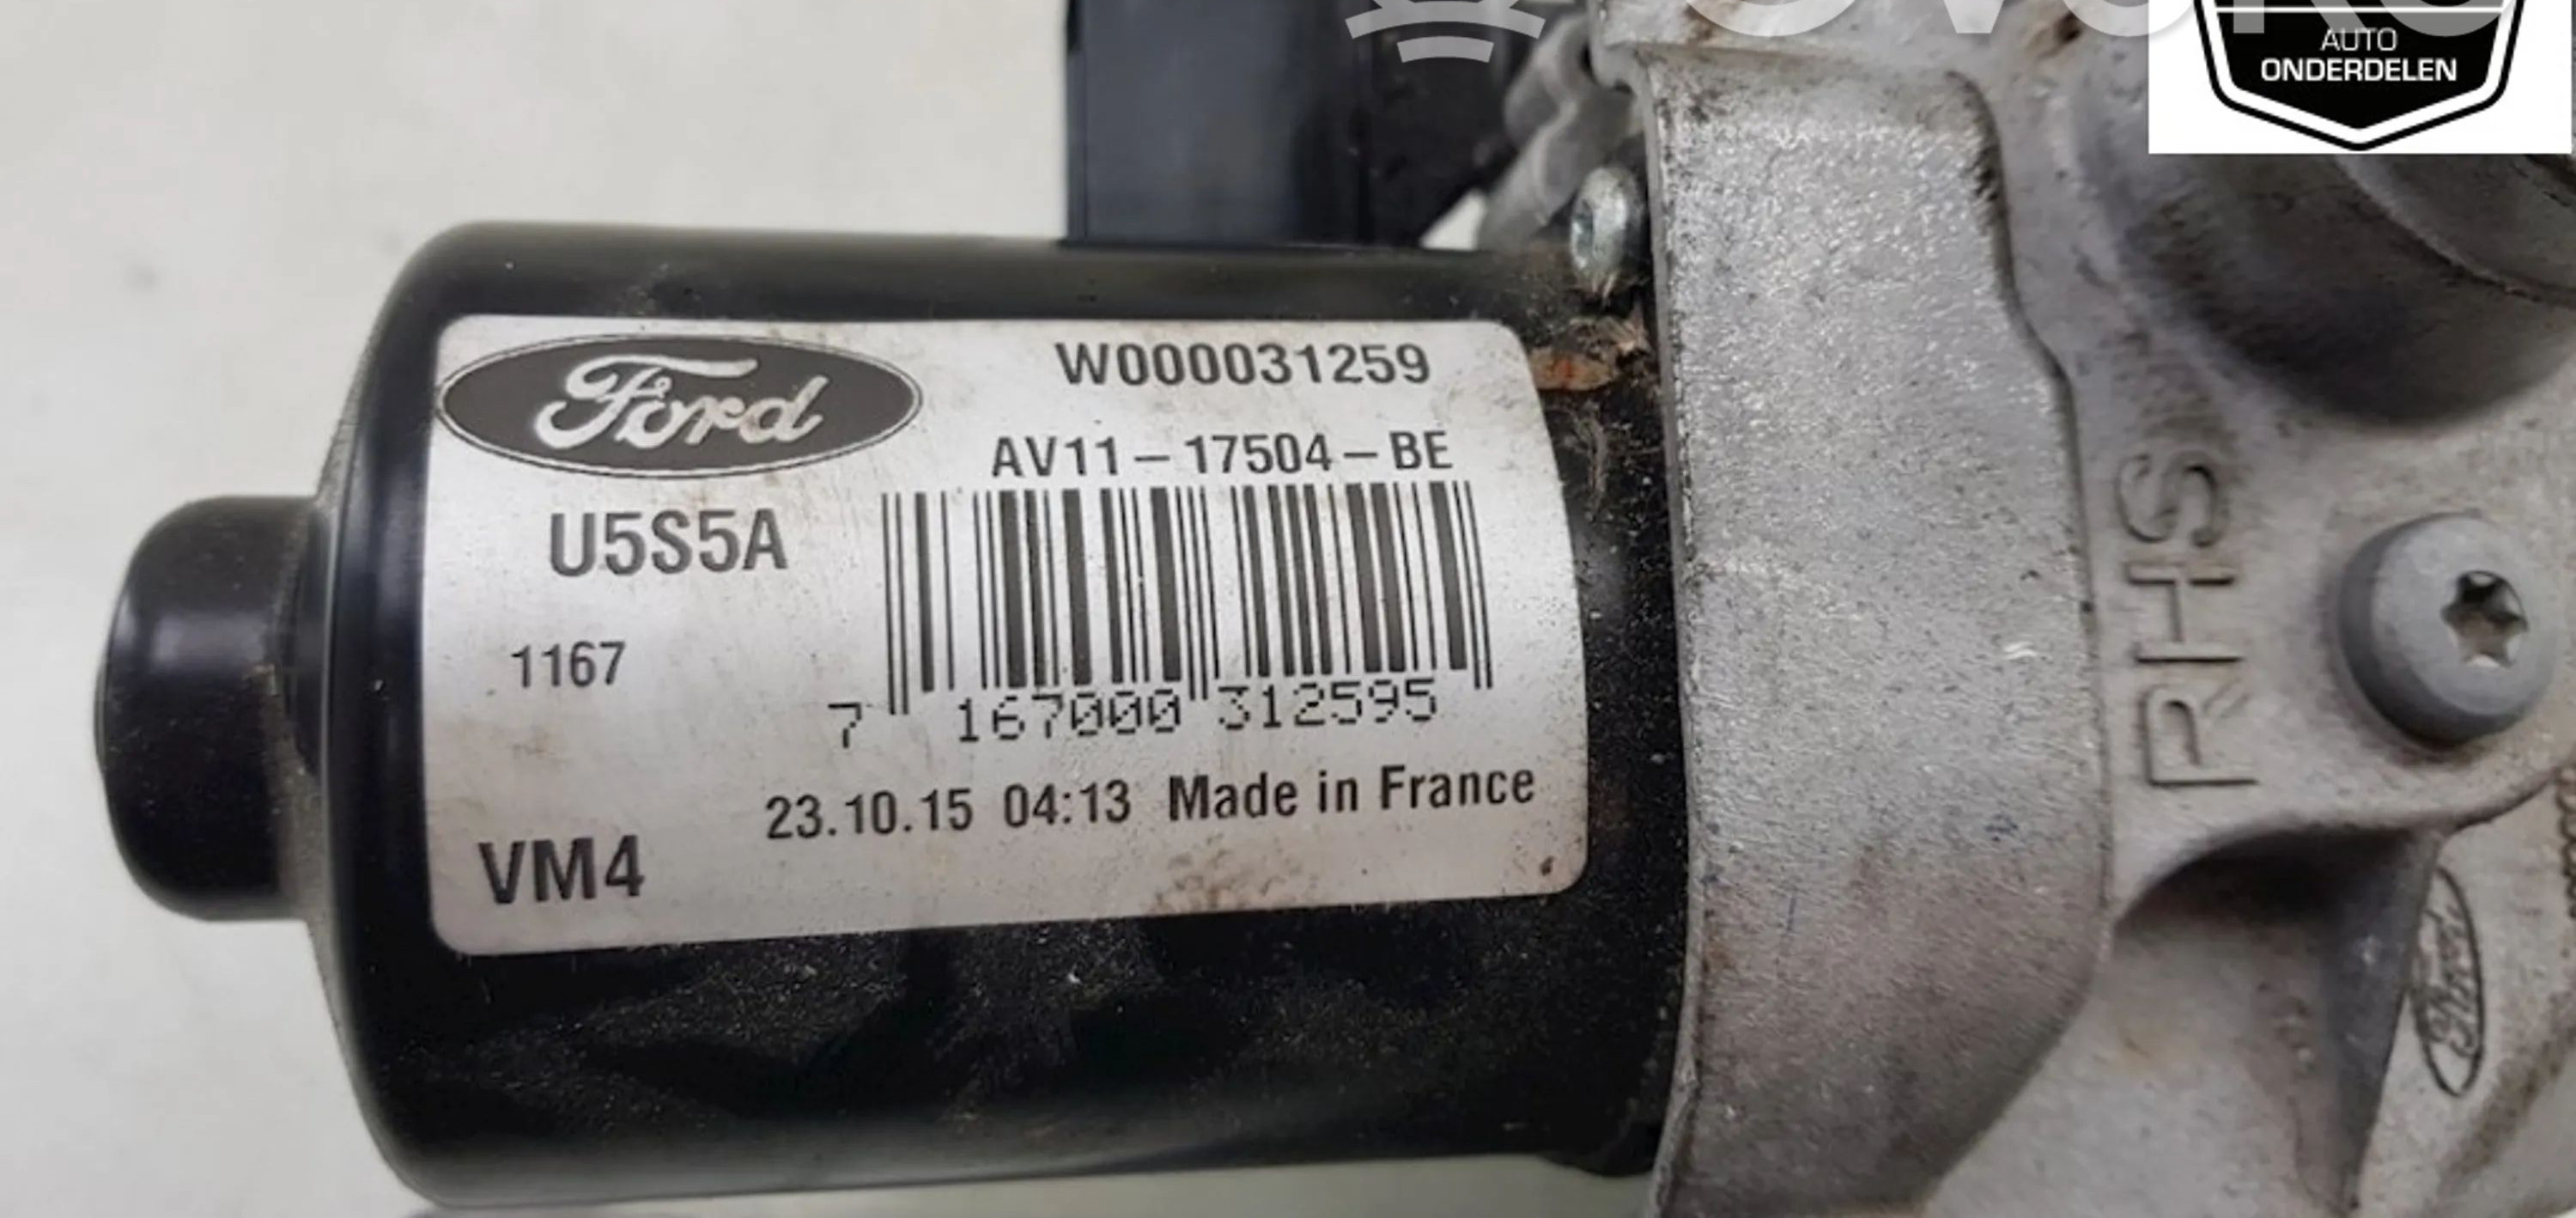 AUTO
ONDERDELEN
Ford
W000031259
AV11-17504-BE
U5S5A
1167
7 167000 312595
23.10.15 04:13 Made in France
VM4
RHS
Ford